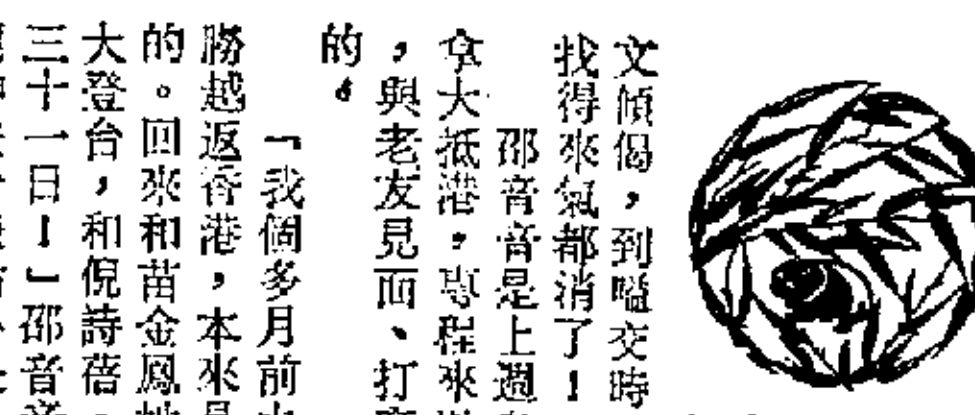 文傾偈,到嗌交時
找得來氣都消了!
邵音音是上週
拿大抵港,專程來
,與老友見面、打
的。
「我個多月前
勝越返香港,本來是
的。回來和苗金鳳
大登台,和倪詩蓓
三十一日!」邵音音